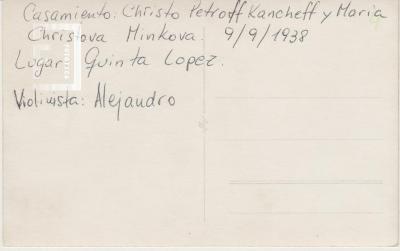 Casamiento: Christo Petroff Kancheff y Maria
Christova Minkova. 9/9/1938
Lugar: Quinta Lopez.
Violinista: Alejandro